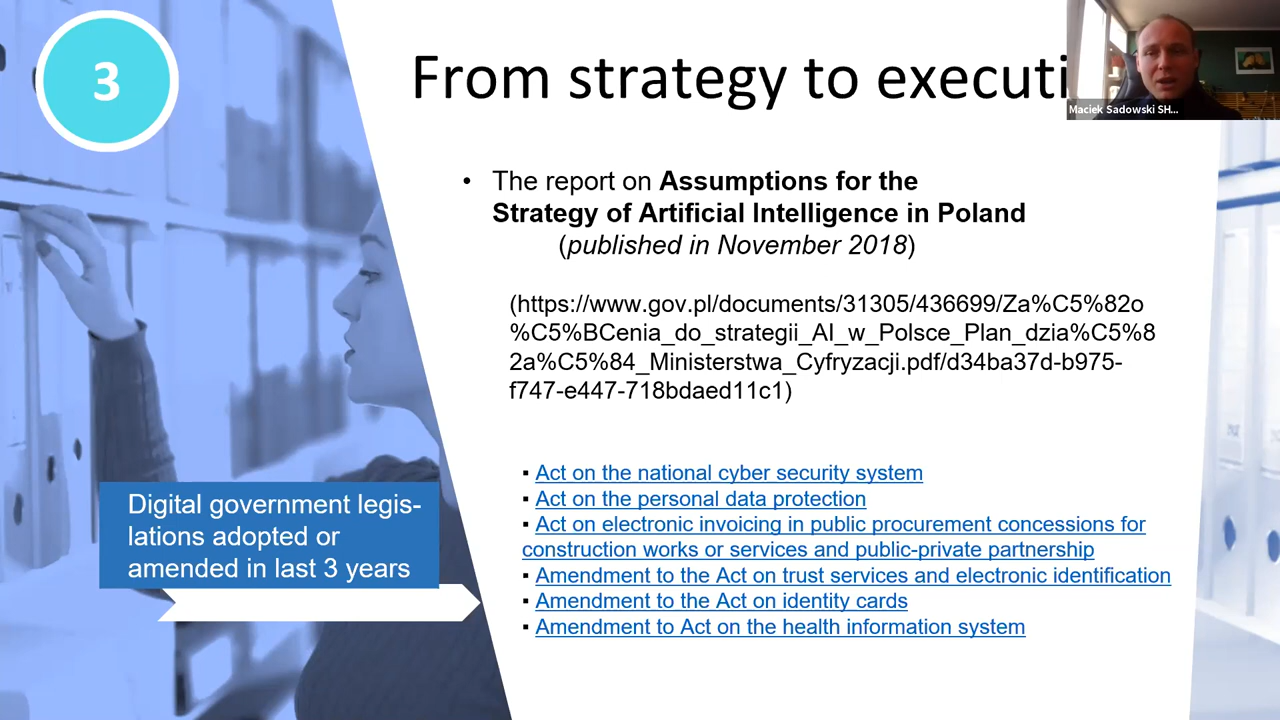 3
From strategy to executi
Maciek Sadowski SH...
• The report on Assumptions for the
Strategy of Artificial Intelligence in Poland
(published in November 2018)
(https://www.gov.pl/documents/31305/436699/Za%C5%82o
%C5%BCenia_do_strategii_AI_w_Polsce_Plan_dzia%C5%8
2a%C5%84_Ministerstwa_Cyfryzacji.pdf/d34ba37d-b975-
f747-e447-718bdaed11c1)
▪ Act on the national cyber security system
▪ Act on the personal data protection
▪ Act on electronic invoicing in public procurement concessions for
construction works or services and public-private partnership
▪ Amendment to the Act on trust services and electronic identification
▪ Amendment to the Act on identity cards
▪ Amendment to Act on the health information system
Digital government legis-
lations adopted or
amended in last 3 years